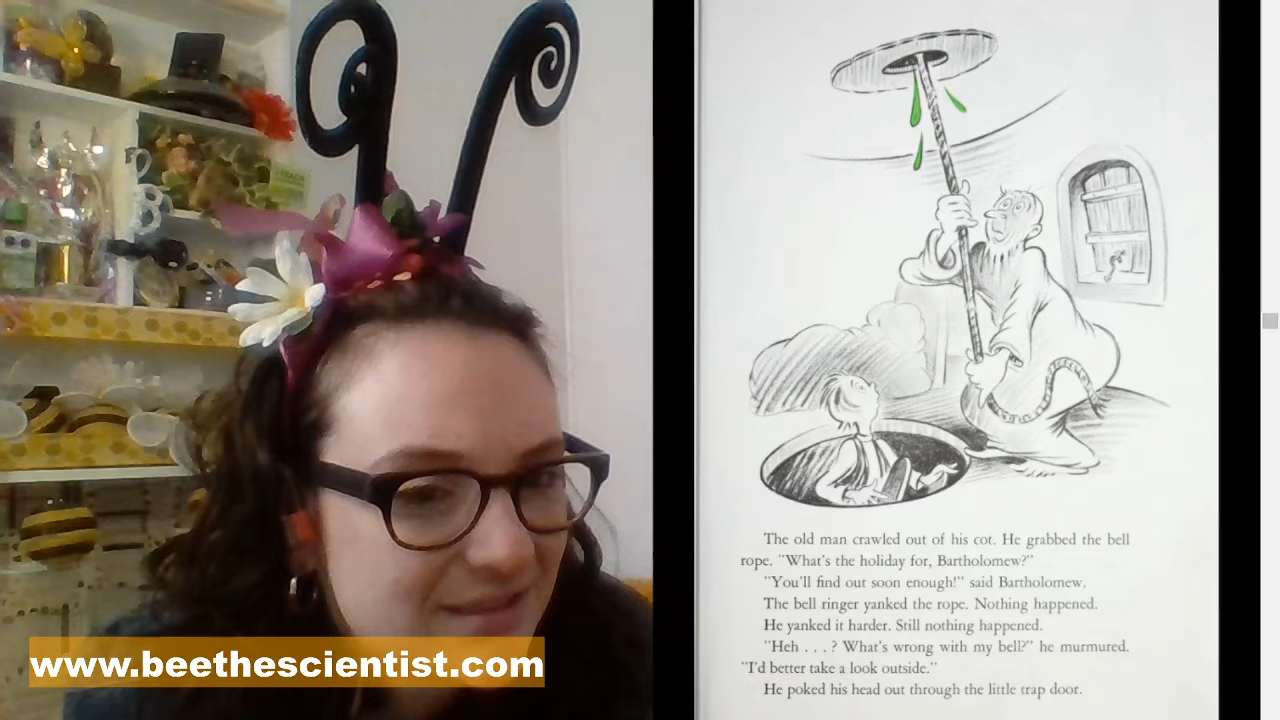 www.beethescientist.com
The old man crawled out of his cot. He grabbed the bell
rope. "What's the holiday for, Bartholomew?"
"You'll find out soon enough!" said Bartholomew.
The bell ringer yanked the rope. Nothing happened.
He yanked it harder. Still nothing happened.
"Heh . . . ? What's wrong with my bell?" he murmured.
"I'd better take a look outside."
He poked his head out through the little trap door.